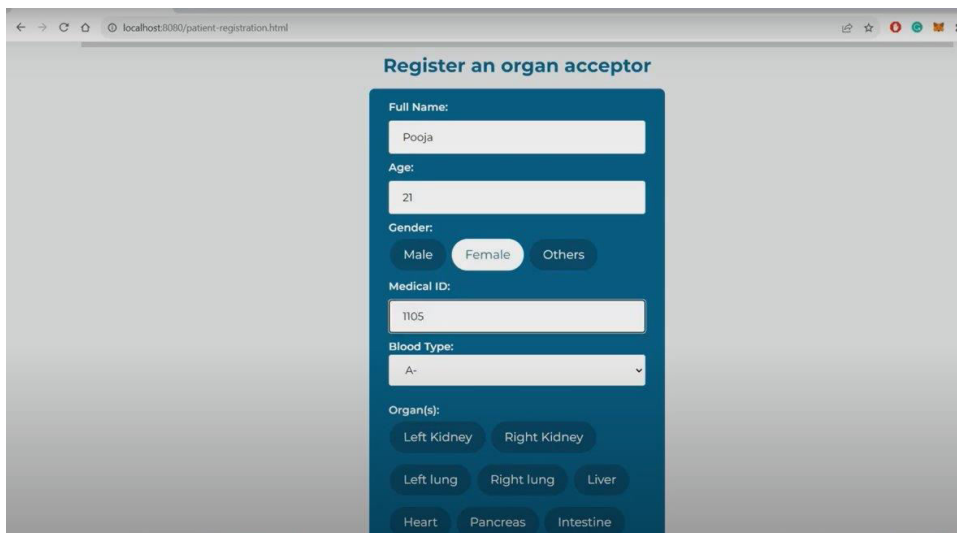 localhost:8080/patient-registration.html
Register an organ acceptor
Full Name:
Pooja
Age:
21
Gender:
Male Female Others
Medical ID:
1105
Blood Type:
A-
Organ(s):
Left Kidney Right Kidney
Left lung Right lung Liver
Heart Pancreas Intestine